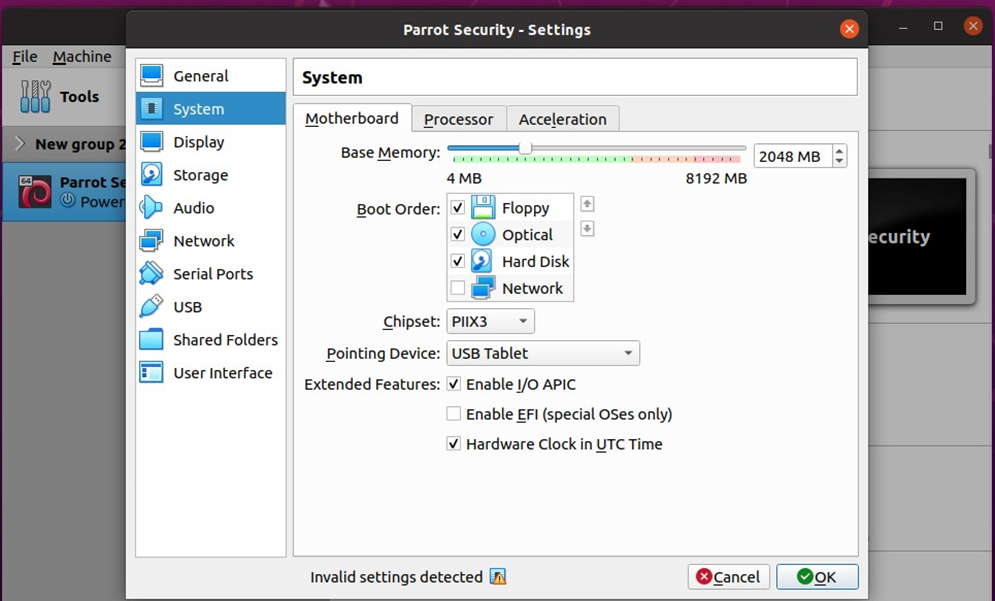 Parrot Security - Settings
File Machine
Tools
New group 2
Parrot Se
64
Power
ecurity
General
System
Display
Storage
Audio
Network
Serial Ports
USB
Shared Folders
User Interface
System
Motherboard Processor Acceleration
Base Memory: 2048 MB
4 MB 8192 MB
Boot Order: Floppy
Optical
Hard Disk
Network
Chipset: PIIX3
Pointing Device: USB Tablet
Extended Features: Enable I/O APIC
Enable EFI (special OSes only)
Hardware Clock in UTC Time
Invalid settings detected Cancel OK